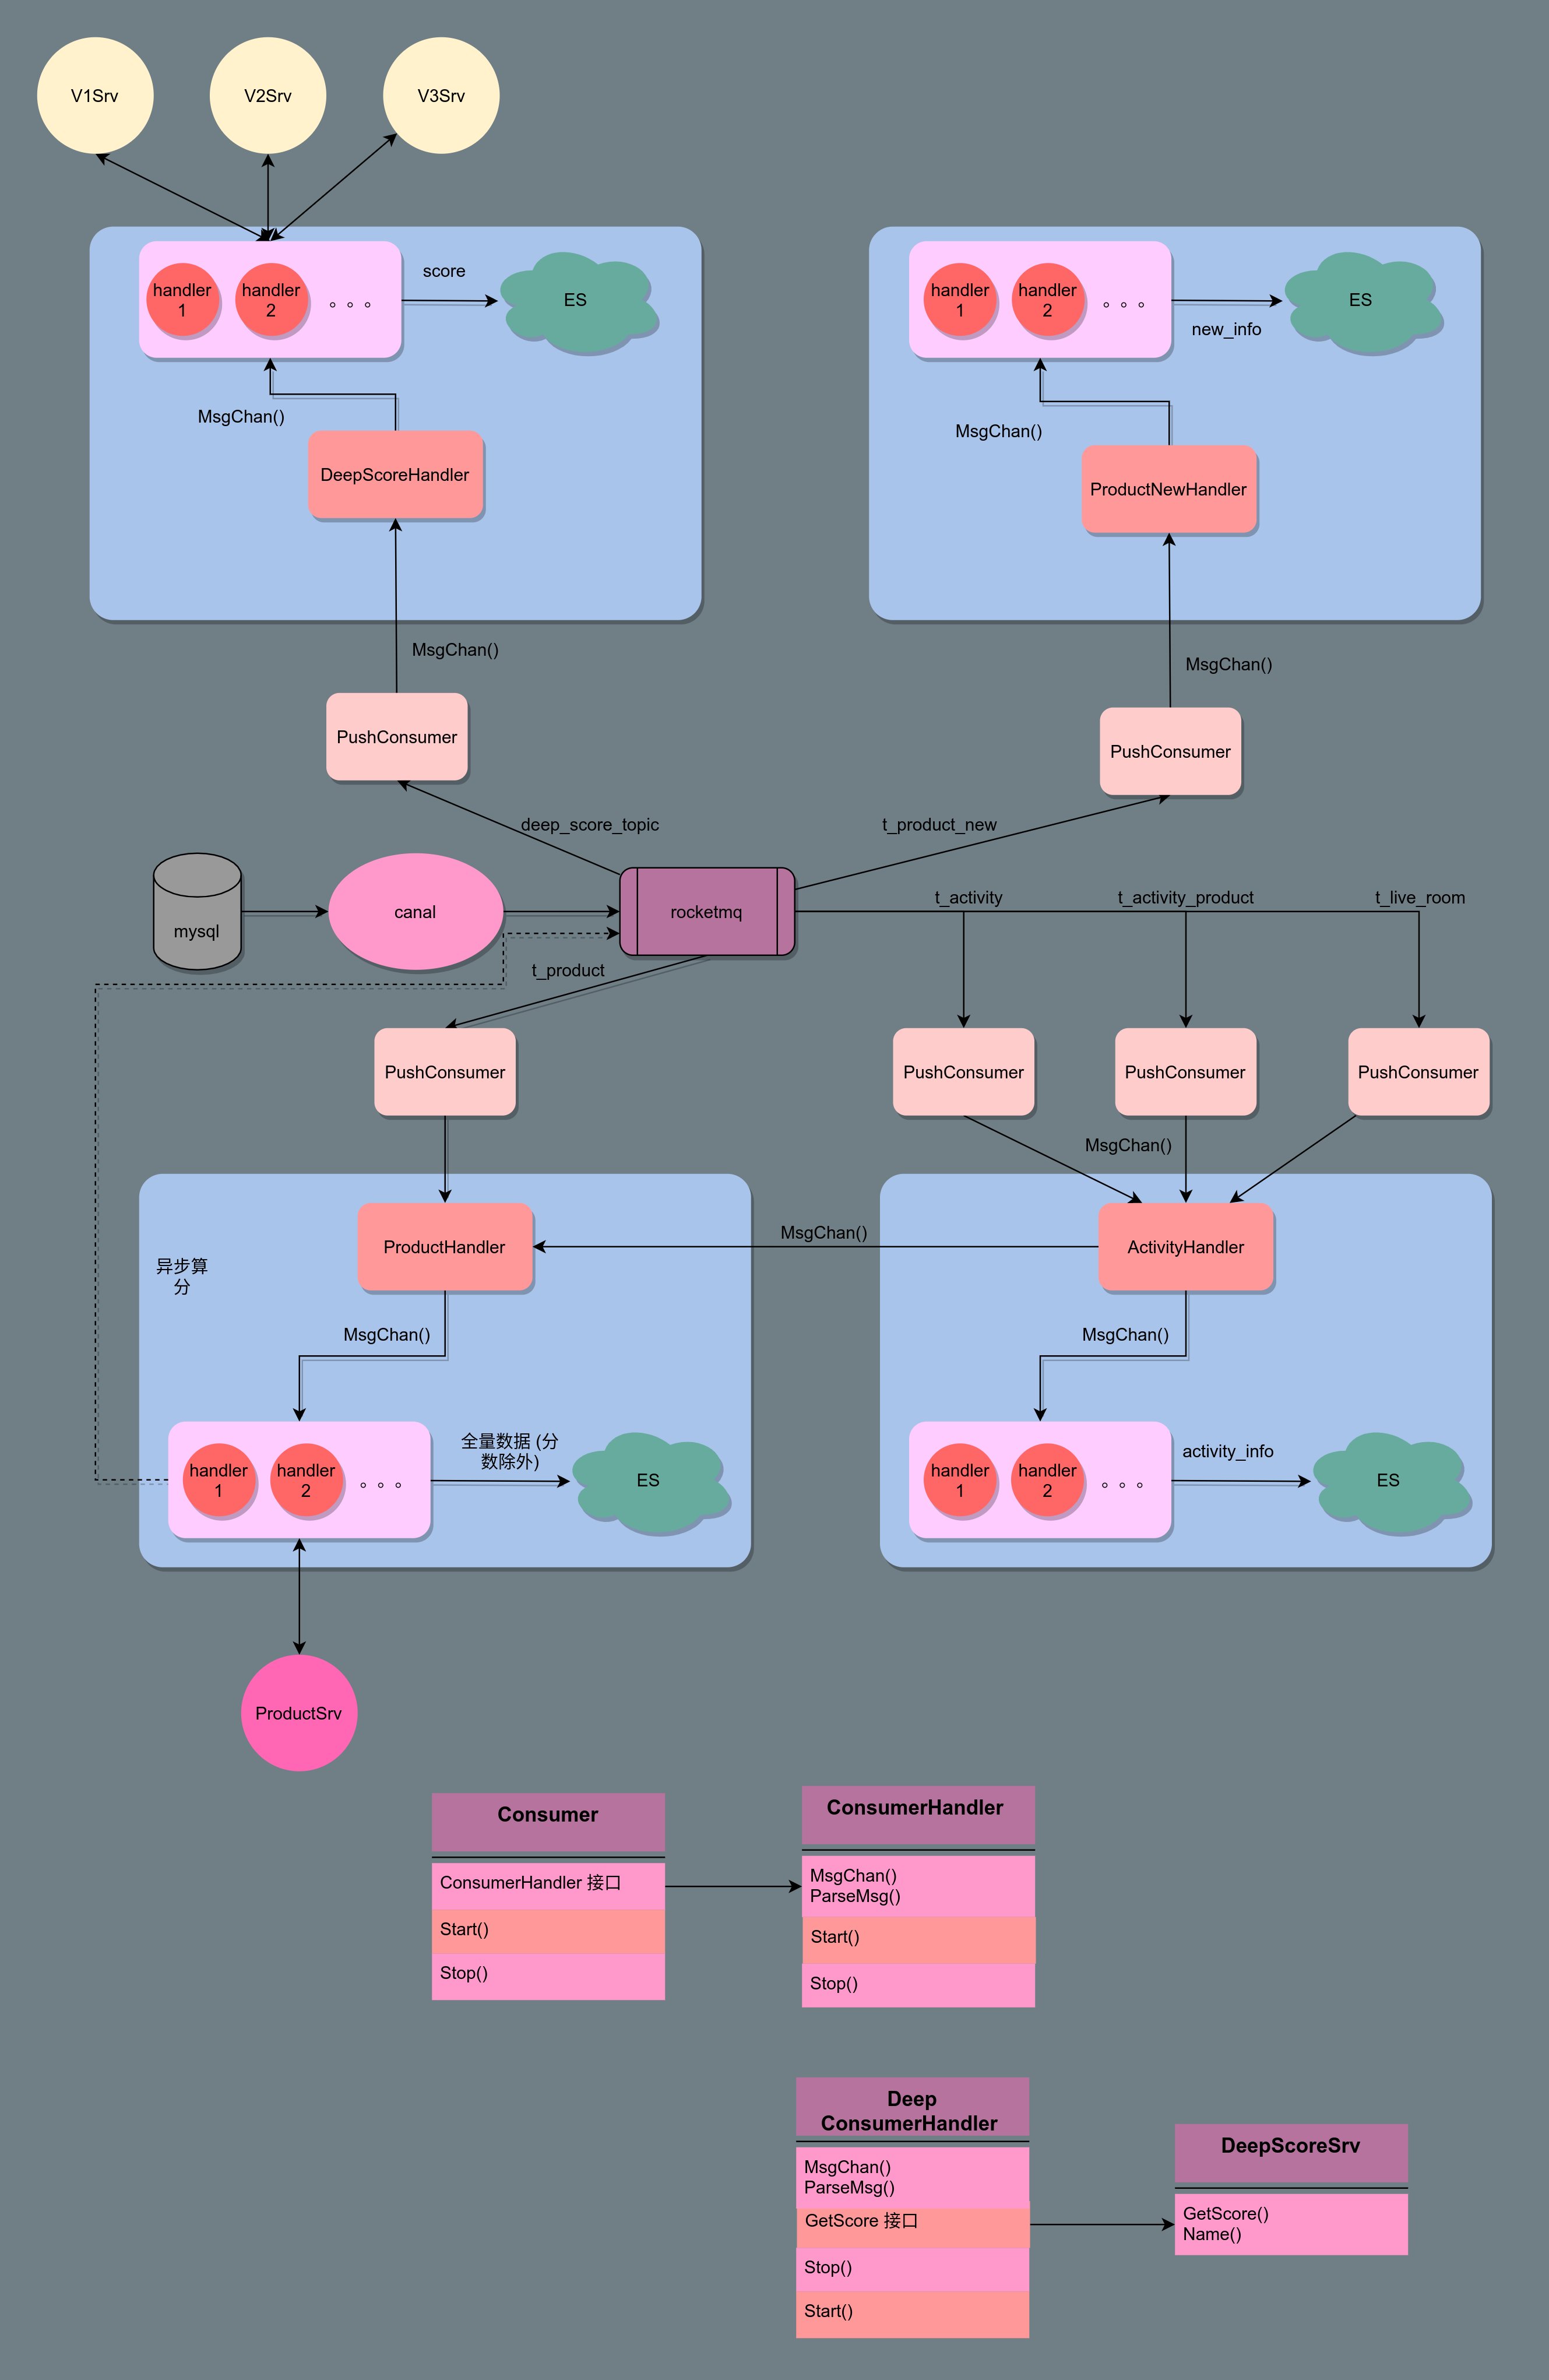 V1Srv
V2Srv
V3Srv
handler
1
handler
2
。。。
score
ES
MsgChan()
DeepScoreHandler
handler
1
handler
2
。。。
new_info
ES
MsgChan()
ProductNewHandler
MsgChan()
MsgChan()
PushConsumer
PushConsumer
deep_score_topic
t_product_new
mysql
canal
rocketmq
t_activity
t_activity_product
t_live_room
t_product
PushConsumer
PushConsumer
PushConsumer
PushConsumer
MsgChan()
异步算
分
ProductHandler
MsgChan()
ActivityHandler
MsgChan()
MsgChan()
handler
1
handler
2
。。。
全量数据 (分
数除外)
ES
handler
1
handler
2
。。。
activity_info
ES
ProductSrv
Consumer
ConsumerHandler 接口
Start()
Stop()
ConsumerHandler
MsgChan()
ParseMsg()
Start()
Stop()
Deep
ConsumerHandler
MsgChan()
ParseMsg()
GetScore 接口
Stop()
Start()
DeepScoreSrv
GetScore()
Name()